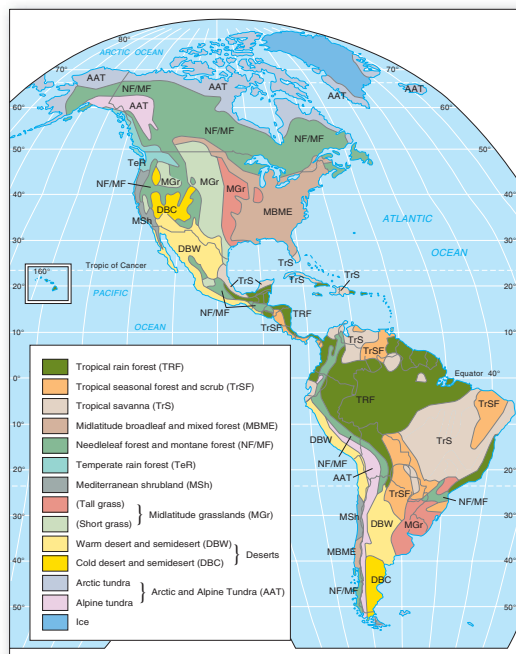 80°
ARCTIC OCEAN
70°
AAT
AAT
70°
NF/MF
AAT
AAT
60°
AAT
60°
NF/MF
NF/MF
50°
TeR
50°
NF/MF
MGr
MGr
MGr
40°
40°
DBC
MBME
MSh
ATLANTIC
30°
DBW
30°
OCEAN
TrS
Tropic of Cancer
160°
TrS
TrS
TrS
20°
PACIFIC
20°
NF/MF
TRF
OCEAN
TrSF
10°
TrS
10°
TrSF
Tropical rain forest (TRF)
Equator 40°
0°
Tropical seasonal forest and scrub (TrSF)
TRF
TrSF
Tropical savanna (TrS)
Midlatitude broadleaf and mixed forest (MBME)
10°
DBW
TrS
10°
Needleleaf forest and montane forest (NF/MF)
NF/MF
Temperate rain forest (TeR)
AAT
20°
20°
Mediterranean shrubland (MSh)
TrSF
NF/MF
(Tall grass)
Midlatitude grasslands (MGr)
(Short grass)
MSh
DBW
MGr
30°
30°
Warm desert and semidesert (DBW)
Deserts
MBME
Cold desert and semidesert (DBC)
40°
DBC
40°
Arctic tundra
NF/MF
Arctic and Alpine Tundra (AAT)
Alpine tundra
50°
50°
Ice